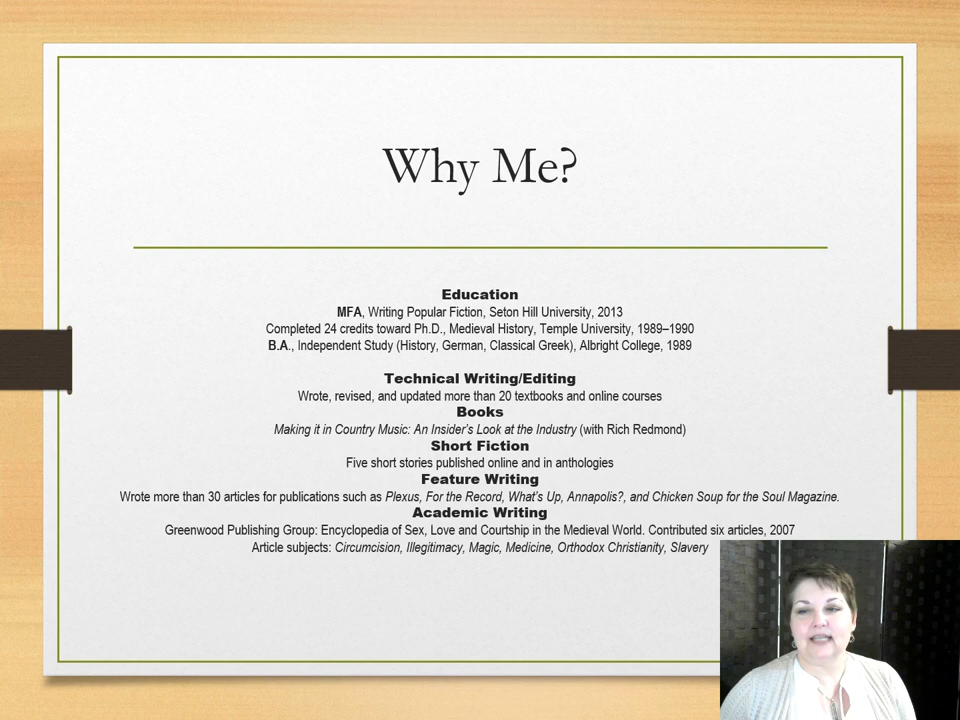 Why Me?
Education
MFA, Writing Popular Fiction, Seton Hill University, 2013
Completed 24 credits toward Ph.D., Medieval History, Temple University, 1989–1990
B.A., Independent Study (History, German, Classical Greek), Albright College, 1989
Technical Writing/Editing
Wrote, revised, and updated more than 20 textbooks and online courses
Books
Making it in Country Music: An Insider's Look at the Industry (with Rich Redmond)
Short Fiction
Five short stories published online and in anthologies
Feature Writing
Wrote more than 30 articles for publications such as Plexus, For the Record, What's Up, Annapolis?, and Chicken Soup for the Soul Magazine.
Academic Writing
Greenwood Publishing Group: Encyclopedia of Sex, Love and Courtship in the Medieval World. Contributed six articles, 2007
Article subjects: Circumcision, Illegitimacy, Magic, Medicine, Orthodox Christianity, Slavery